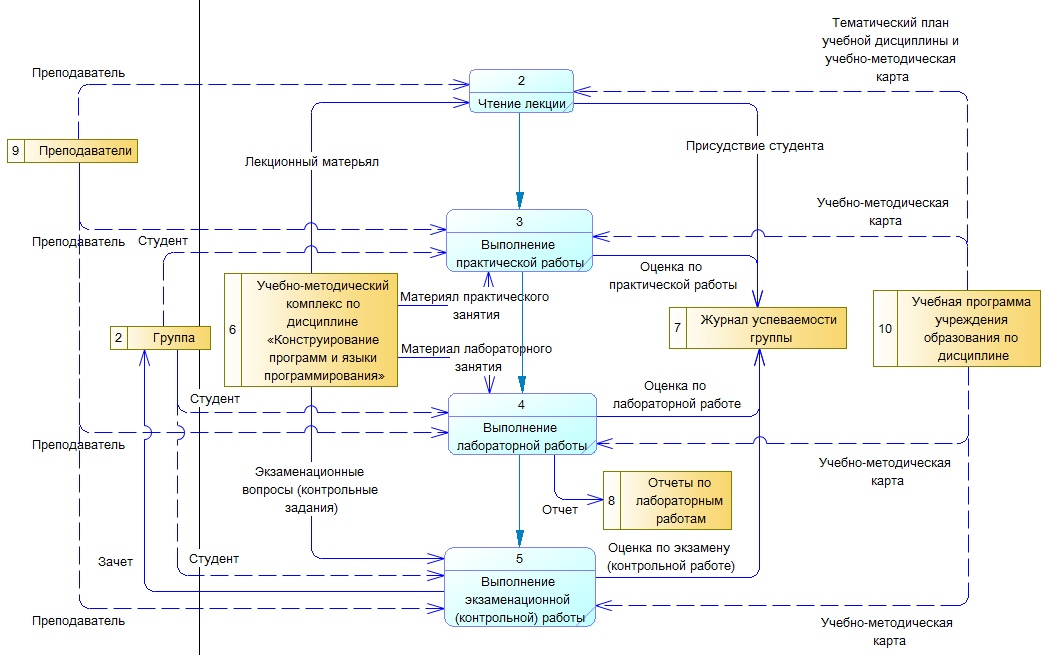 Тематический план
учебной дисциплины и
учебно-методическая
карта
Преподаватель
2
Чтение лекции
9
Преподаватели
Лекционный матерьял
Присудствие студента
Учебно-методическая
карта
Преподаватель
Студент
3
Выполнение
практической работы
Оценка по
практической работы
6
Учебно-методический
комплекс по
дисциплине
«Конструирование
программ и языки
программирования»
Материал практического
занятия
2
Группа
7
Журнал успеваемости
группы
10
Учебная программа
учреждения
образования по
дисциплине
Материал лабораторного
занятия
Студент
4
Выполнение
лабораторной работы
Оценка по
лабораторной работе
Преподаватель
Учебно-методическая
карта
Экзаменационные
вопросы (контрольные
задания)
Отчет
8
Отчеты по
лабораторным
работам
Зачет
Студент
5
Выполнение
экзаменационной
(контрольной) работы
Оценка по экзамену
(контрольной работе)
Преподаватель
Учебно-методическая
карта